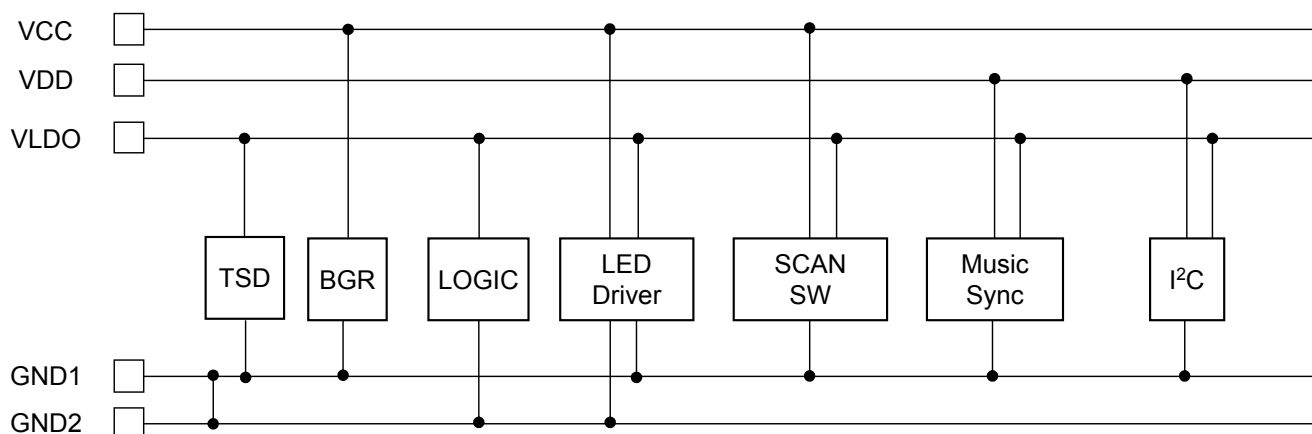 VCC
VDD
VLDO
TSD
BGR
LOGIC
LED
Driver
SCAN
SW
Music
Sync
I²C
GND1
GND2